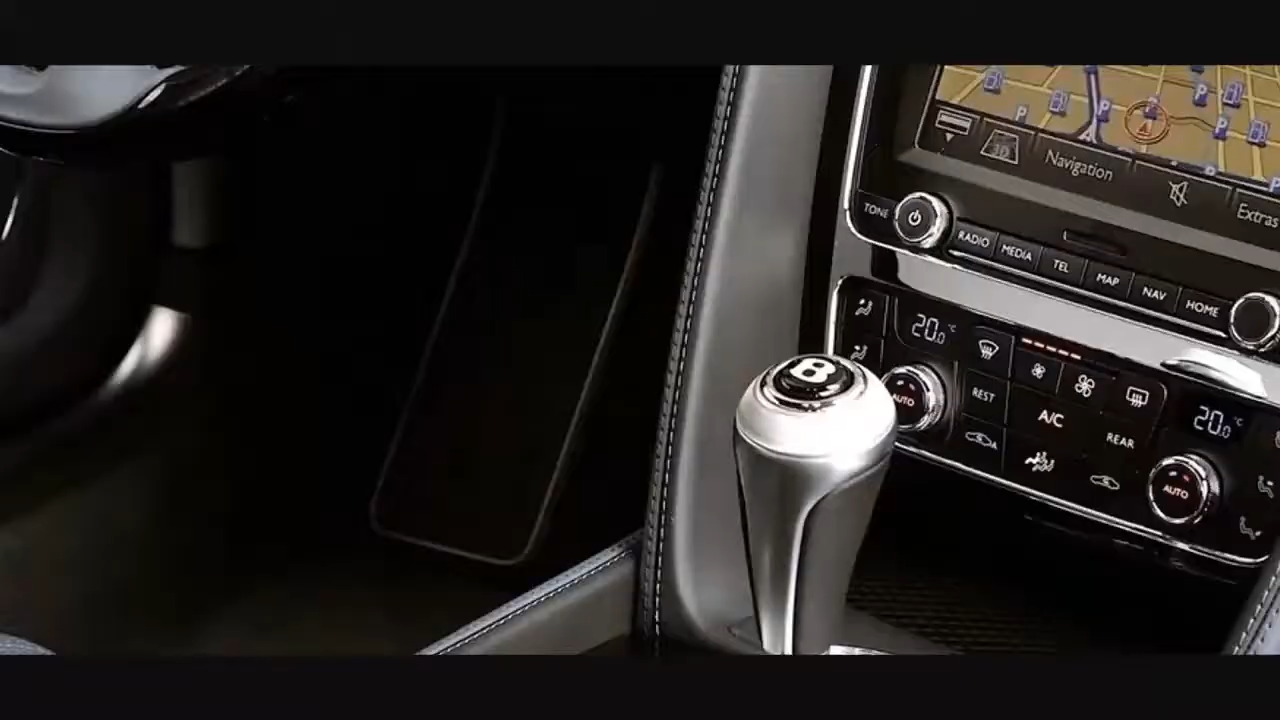 P P
P P
3D Navigation Extras
TONE RADIO MEDIA TEL MAP NAV HOME
20.0 °C
B
AUTO REST A/C REAR 20.0 °C
A
AUTO